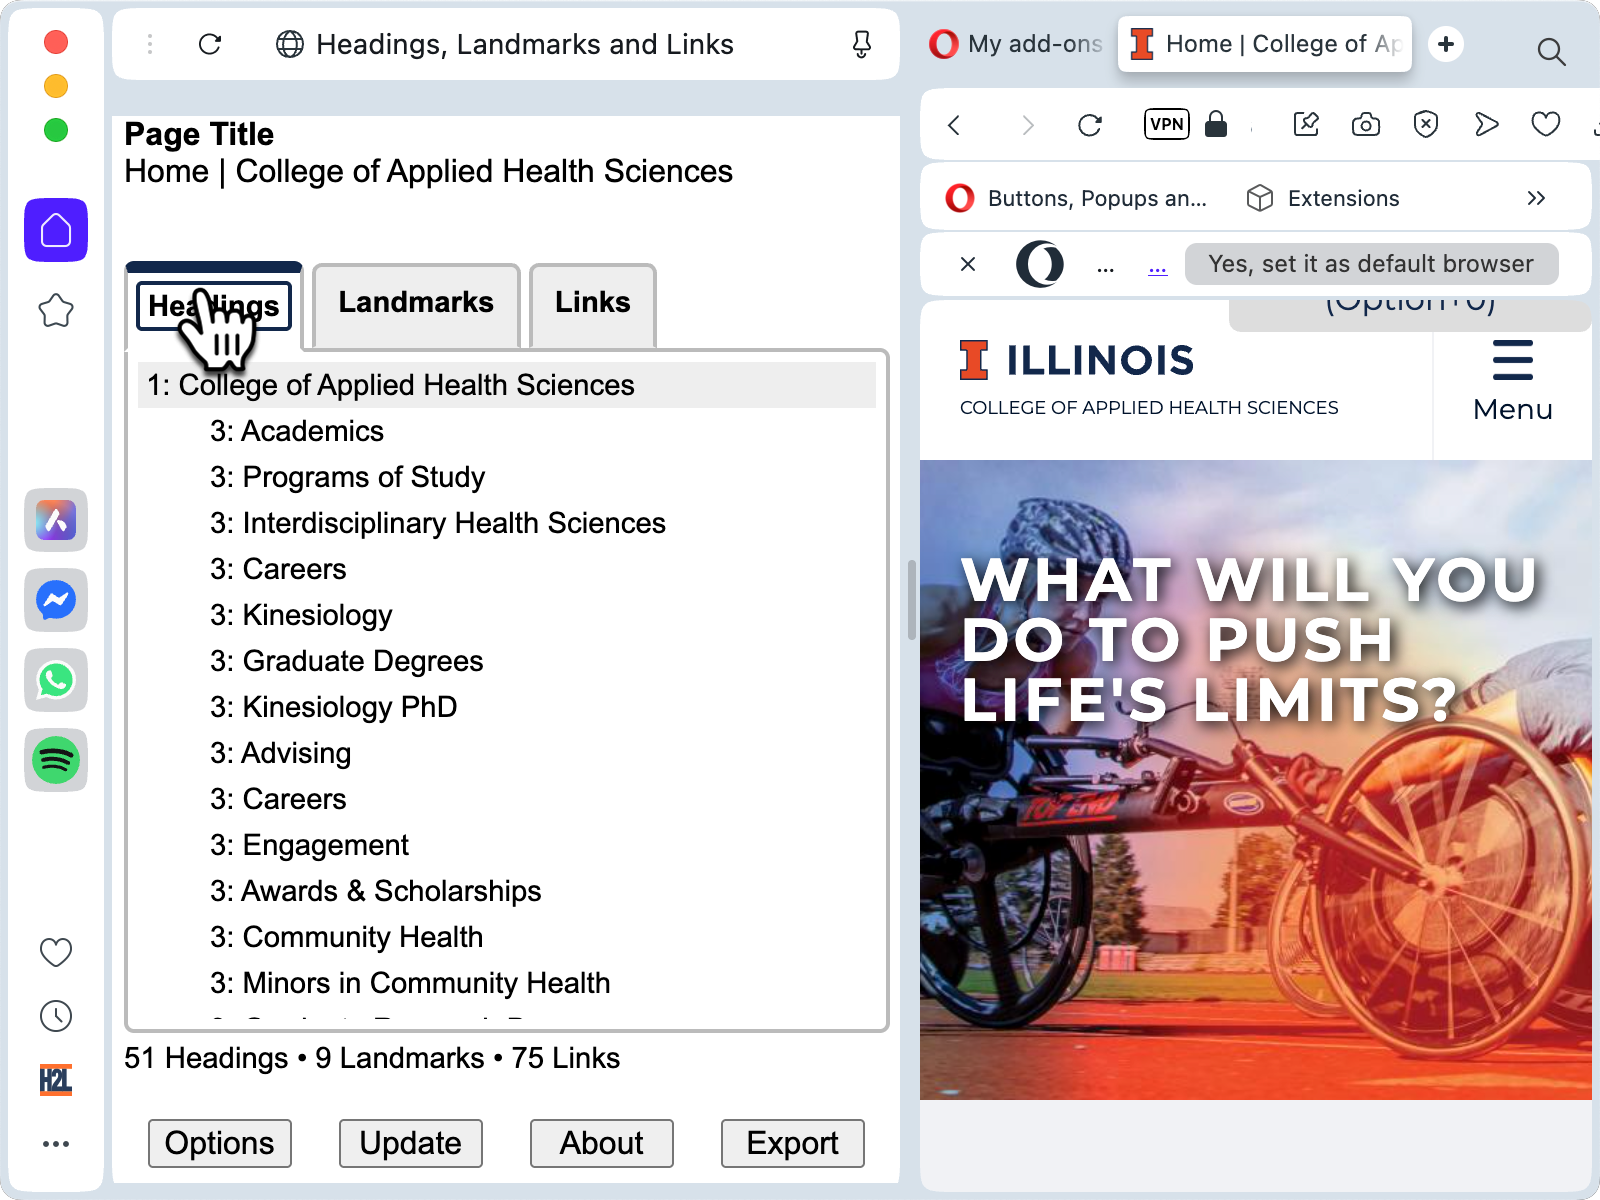 Headings, Landmarks and Links
Page Title
Home | College of Applied Health Sciences
Headings
Landmarks
Links
1: College of Applied Health Sciences
3: Academics
3: Programs of Study
3: Interdisciplinary Health Sciences
3: Careers
3: Kinesiology
3: Graduate Degrees
3: Kinesiology PhD
3: Advising
3: Careers
3: Engagement
3: Awards & Scholarships
3: Community Health
3: Minors in Community Health
51 Headings • 9 Landmarks • 75 Links
Options
Update
About
Export
H2L
My add-ons
Home | College of Ap
VPN
Buttons, Popups an...
Extensions
...
...
Yes, set it as default browser
(Option+0)
ILLINOIS
COLLEGE OF APPLIED HEALTH SCIENCES
Menu
WHAT WILL YOU
DO TO PUSH
LIFE'S LIMITS?
TOP END